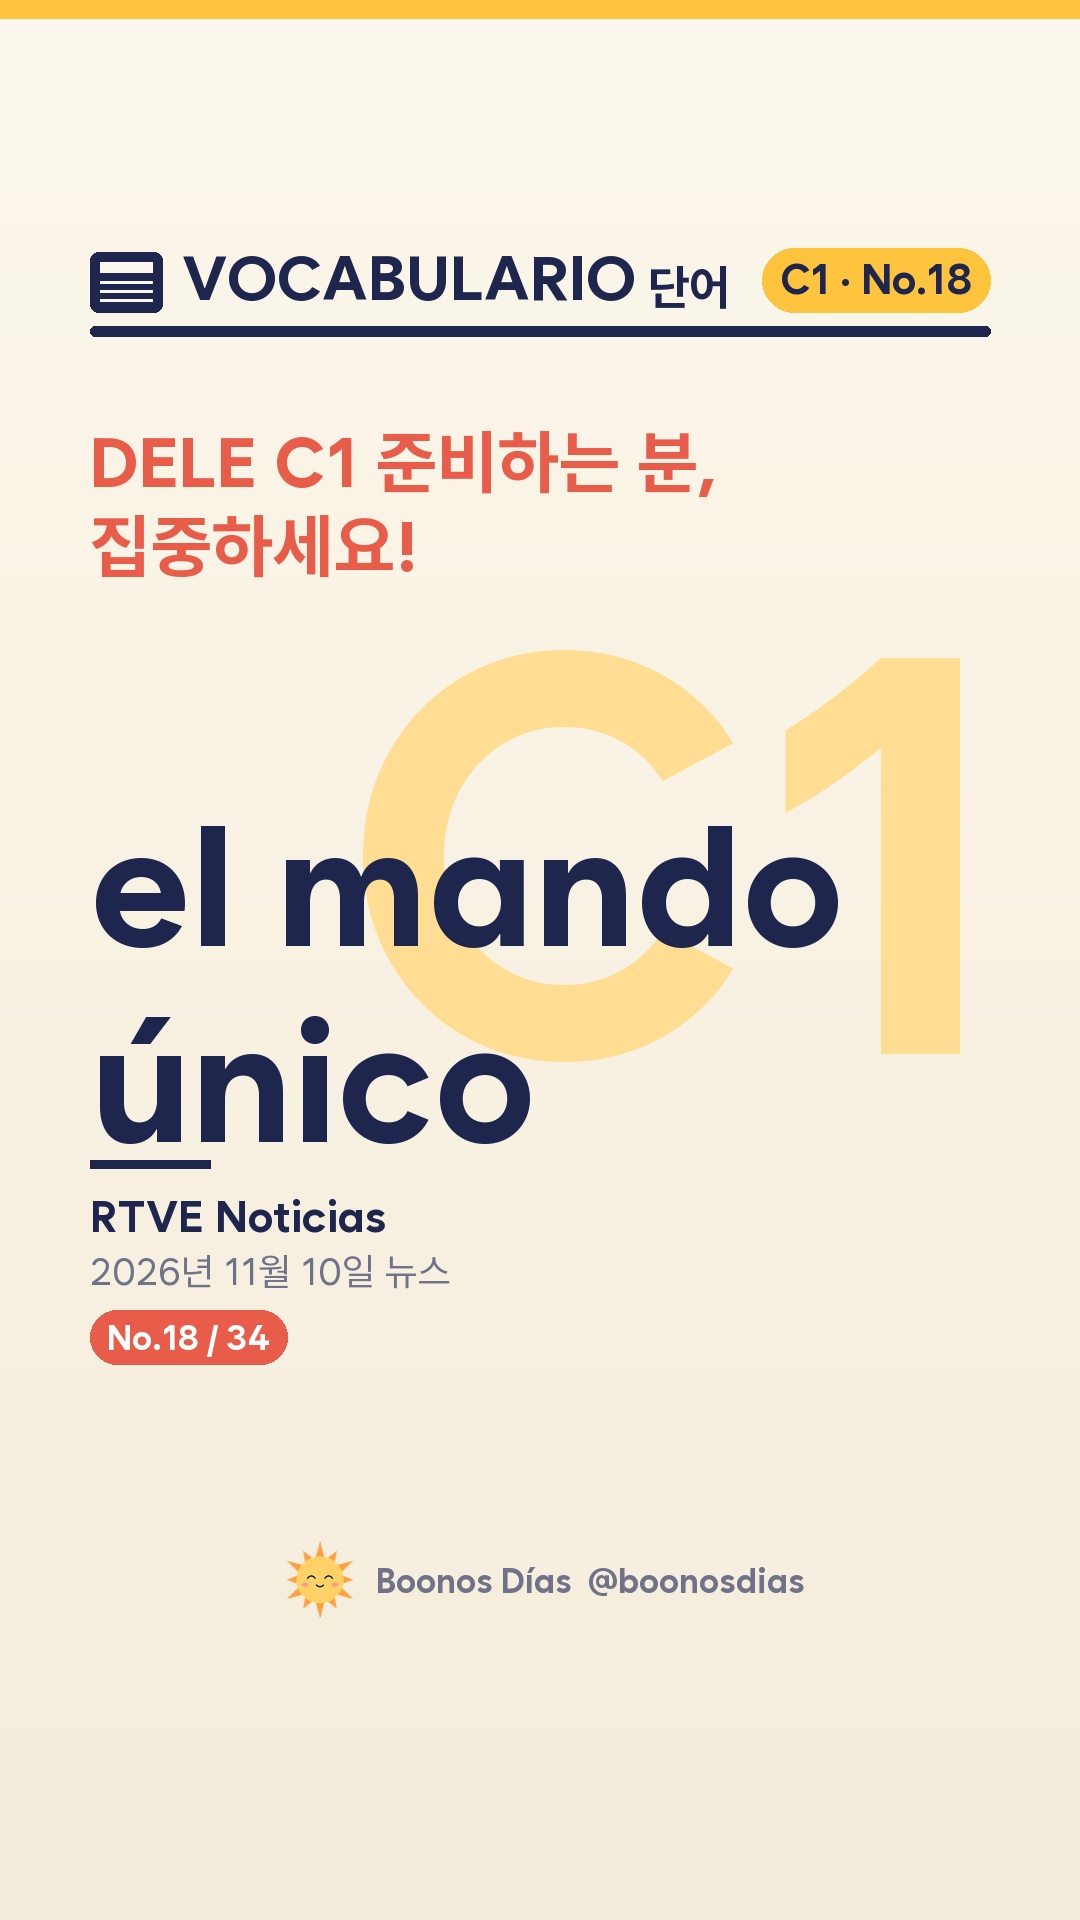 VOCABULARIO 단어 C1 · No.18
DELE C1 준비하는 분,
집중하세요!
C1
el mando
único
RTVE Noticias
2026년 11월 10일 뉴스
No.18 / 34
Boonos Días @boonosdias